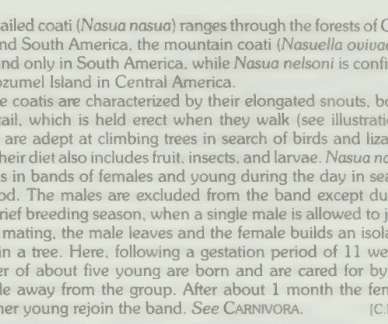 ailed coati (Nasua nasua) ranges through the forests of C
nd South America, the mountain coati (Nasuella ovivac
nd only in South America, while Nasua nelsoni is confi
ozumel Island in Central America.
e coatis are characterized by their elongated snouts, bo
ail, which is held erect when they walk (see illustrati
are adept at climbing trees in search of birds and liza
heir diet also includes fruit, insects, and larvae. Nasua na
s in bands of females and young during the day in sea
od. The males are excluded from the band except du
rief breeding season, when a single male is allowed to j
mating, the male leaves and the female builds an isola
in a tree. Here, following a gestation period of 11 we
er of about five young are born and are cared for by
le away from the group. After about 1 month the fem
her young rejoin the band. See CARNIVORA. [C.